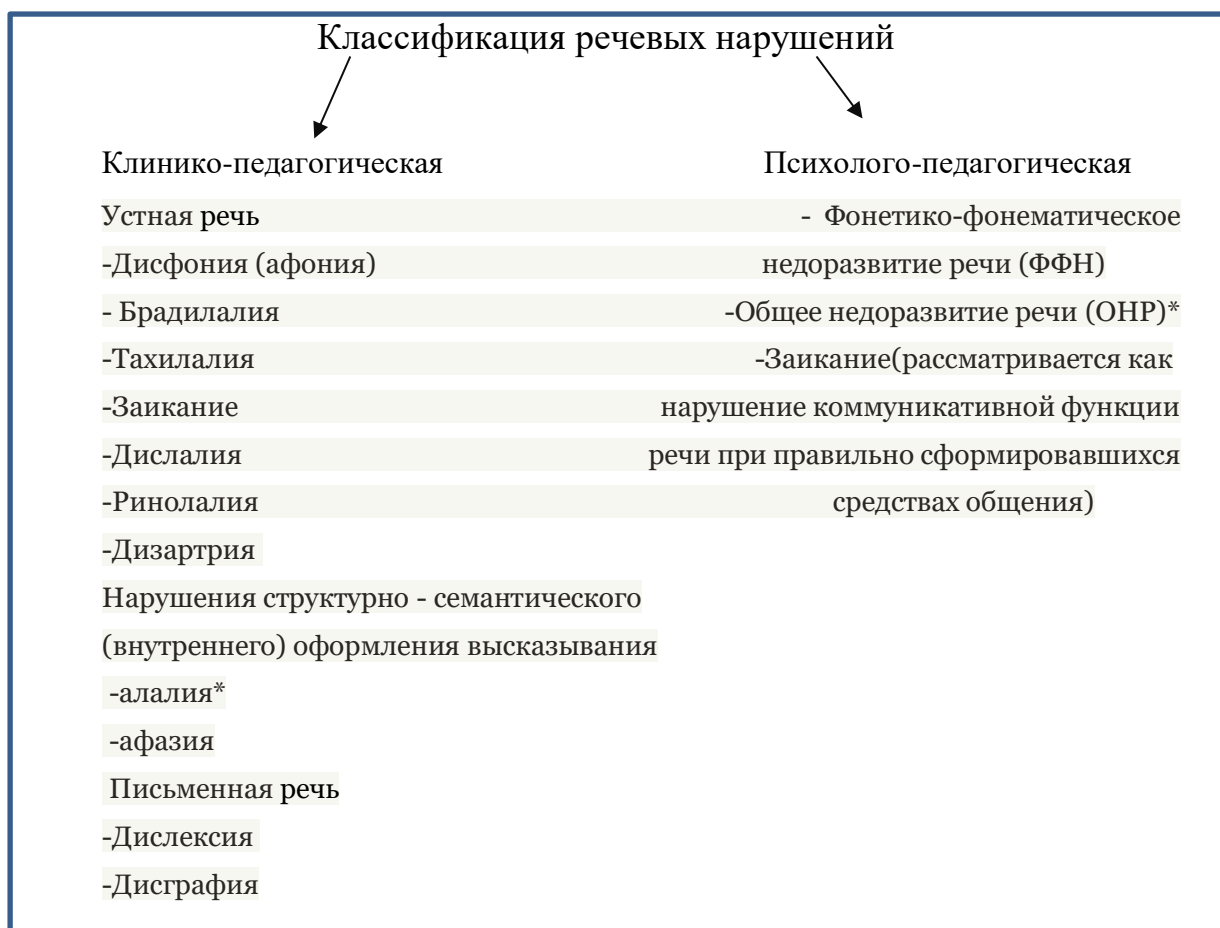 Классификация речевых нарушений
Клинико-педагогическая Психолого-педагогическая
Устная речь - Фонетико-фонематическое
-Дисфония (афония) недоразвитие речи (ФФН)
- Брадилалия -Общее недоразвитие речи (ОНР)*
-Тахилалия -Заикание(рассматривается как
-Заикание нарушение коммуникативной функции
-Дислалия речи при правильно сформировавшихся
-Ринолалия средствах общения)
-Дизартрия
Нарушения структурно - семантического
(внутреннего) оформления высказывания
-алалия*
-афазия
Письменная речь
-Дислексия
-Дисграфия